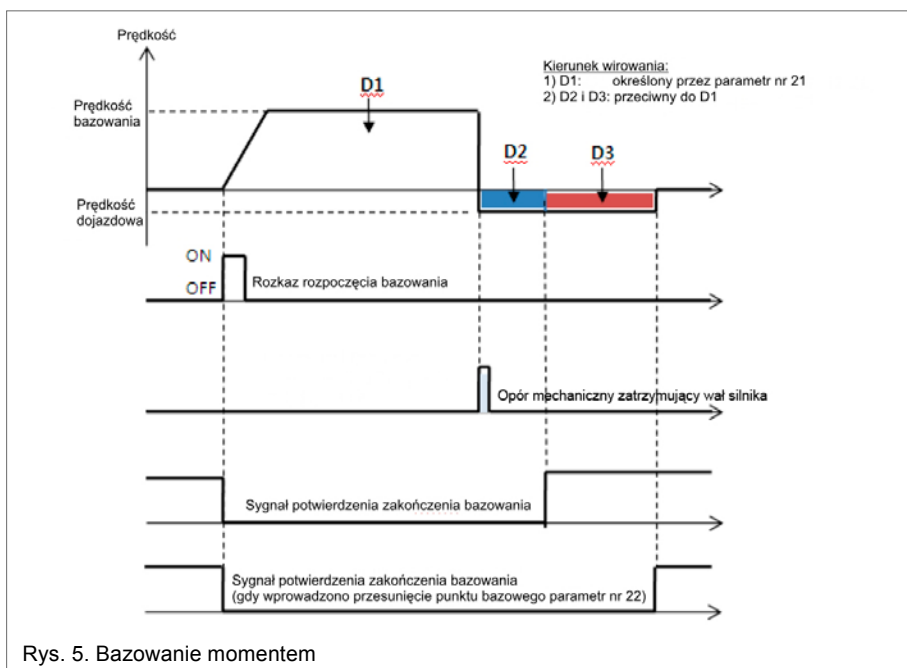 Prędkość
Kierunek wirowania:
1) D1: określony przez parametr nr 21
2) D2 i D3: przeciwny do D1
D1
Prędkość
bazowania
D2
D3
Prędkość
dojazdowa
ON
OFF
Rozkaz rozpoczęcia bazowania
Opór mechaniczny zatrzymujący wał silnika
Sygnał potwierdzenia zakończenia bazowania
Sygnał potwierdzenia zakończenia bazowania
(gdy wprowadzono przesunięcie punktu bazowego parametr nr 22)
Rys. 5. Bazowanie momentem